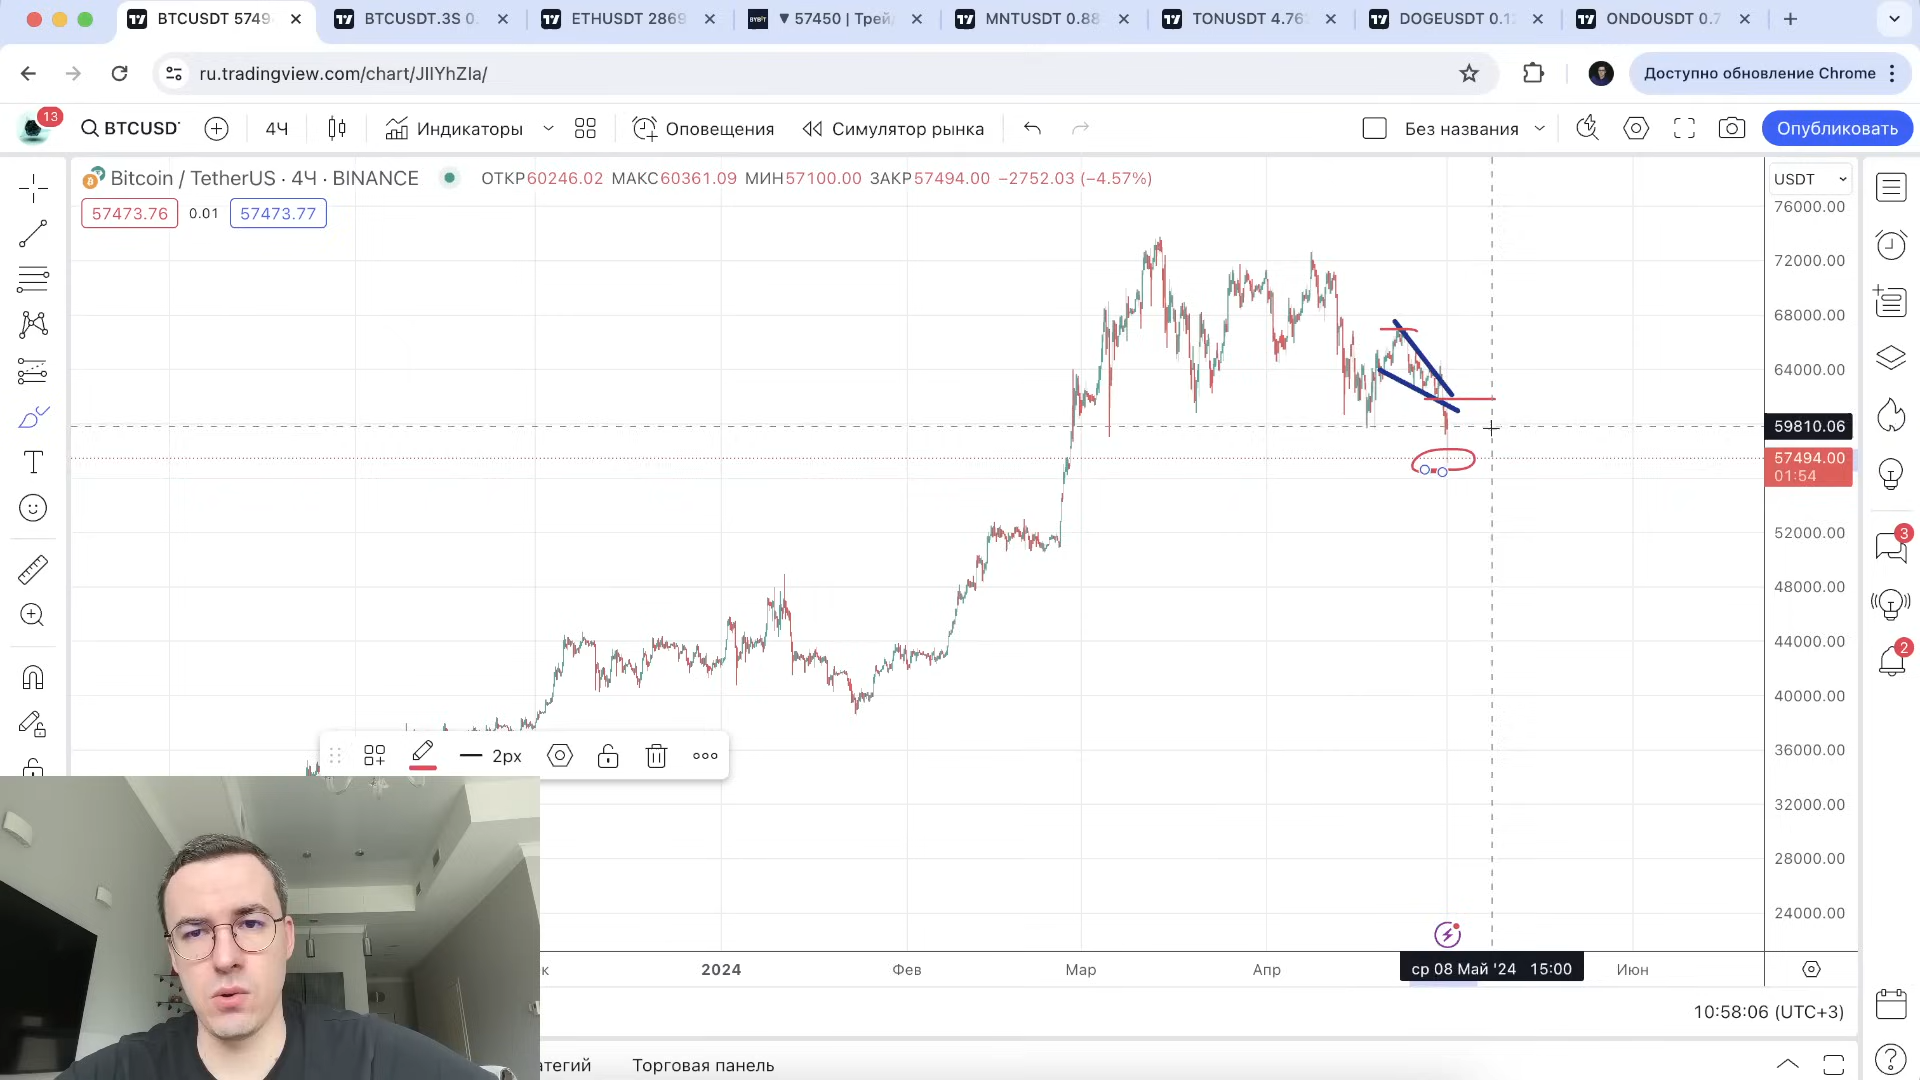 BTCUSDT 5749
BTCUSDT.3S 0.
ETHUSDT 2869
▼ 57450 | Трей
MNTUSDT 0.88
TONUSDT 4.76
DOGEUSDT 0.1
ONDOUSDT 0.7
ru.tradingview.com/chart/JIIYhZla/
Доступно обновление Chrome
13
BTCUSD
4Ч
Индикаторы
Оповещения
Симулятор рынка
Без названия
Опубликовать
Bitcoin / TetherUS · 4Ч · BINANCE
ОТКР60246.02 МАКС60361.09 МИН57100.00 ЗАКР57494.00 −2752.03 (−4.57%)
57473.76 0.01 57473.77
USDT
76000.00
72000.00
68000.00
64000.00
59810.06
57494.00
01:54
52000.00
48000.00
44000.00
40000.00
36000.00
32000.00
28000.00
24000.00
3
2
2px
к
2024
Фев
Мар
Апр
ср 08 Май '24 15:00
Июн
10:58:06 (UTC+3)
атегий
Торговая панель